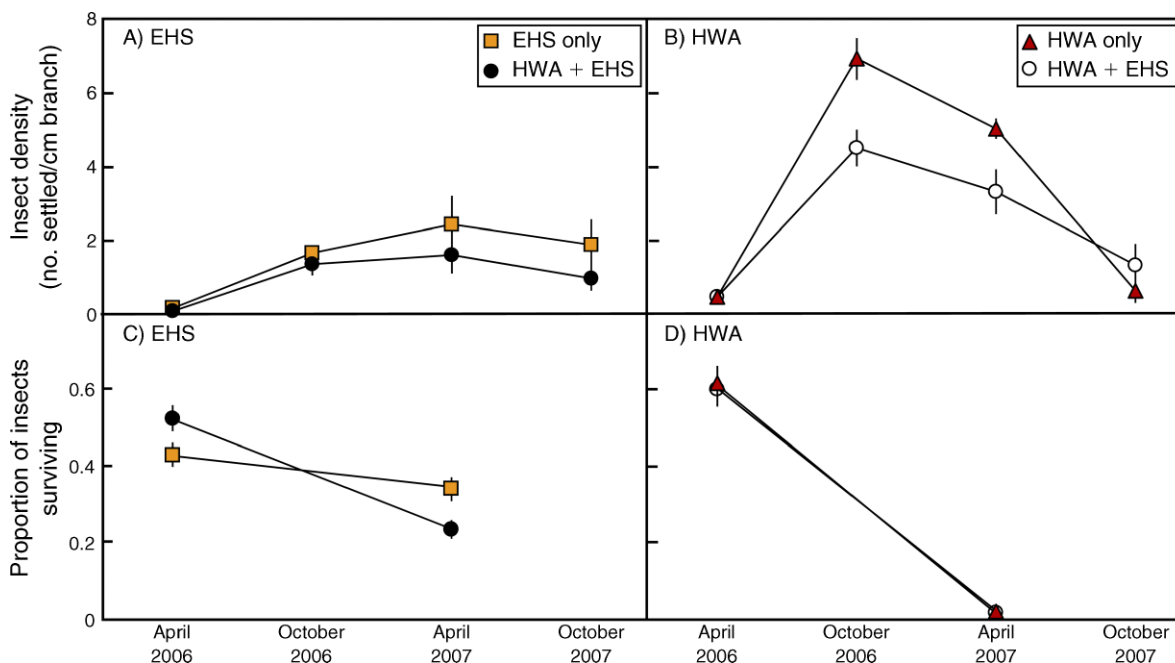 A) EHS
EHS only
HWA + EHS
B) HWA
HWA only
HWA + EHS
Insect density
(no. settled/cm branch)
8
6
4
2
0
C) EHS
D) HWA
Proportion of insects
surviving
0.6
0.4
0.2
0
April
2006
October
2006
April
2007
October
2007
April
2006
October
2006
April
2007
October
2007